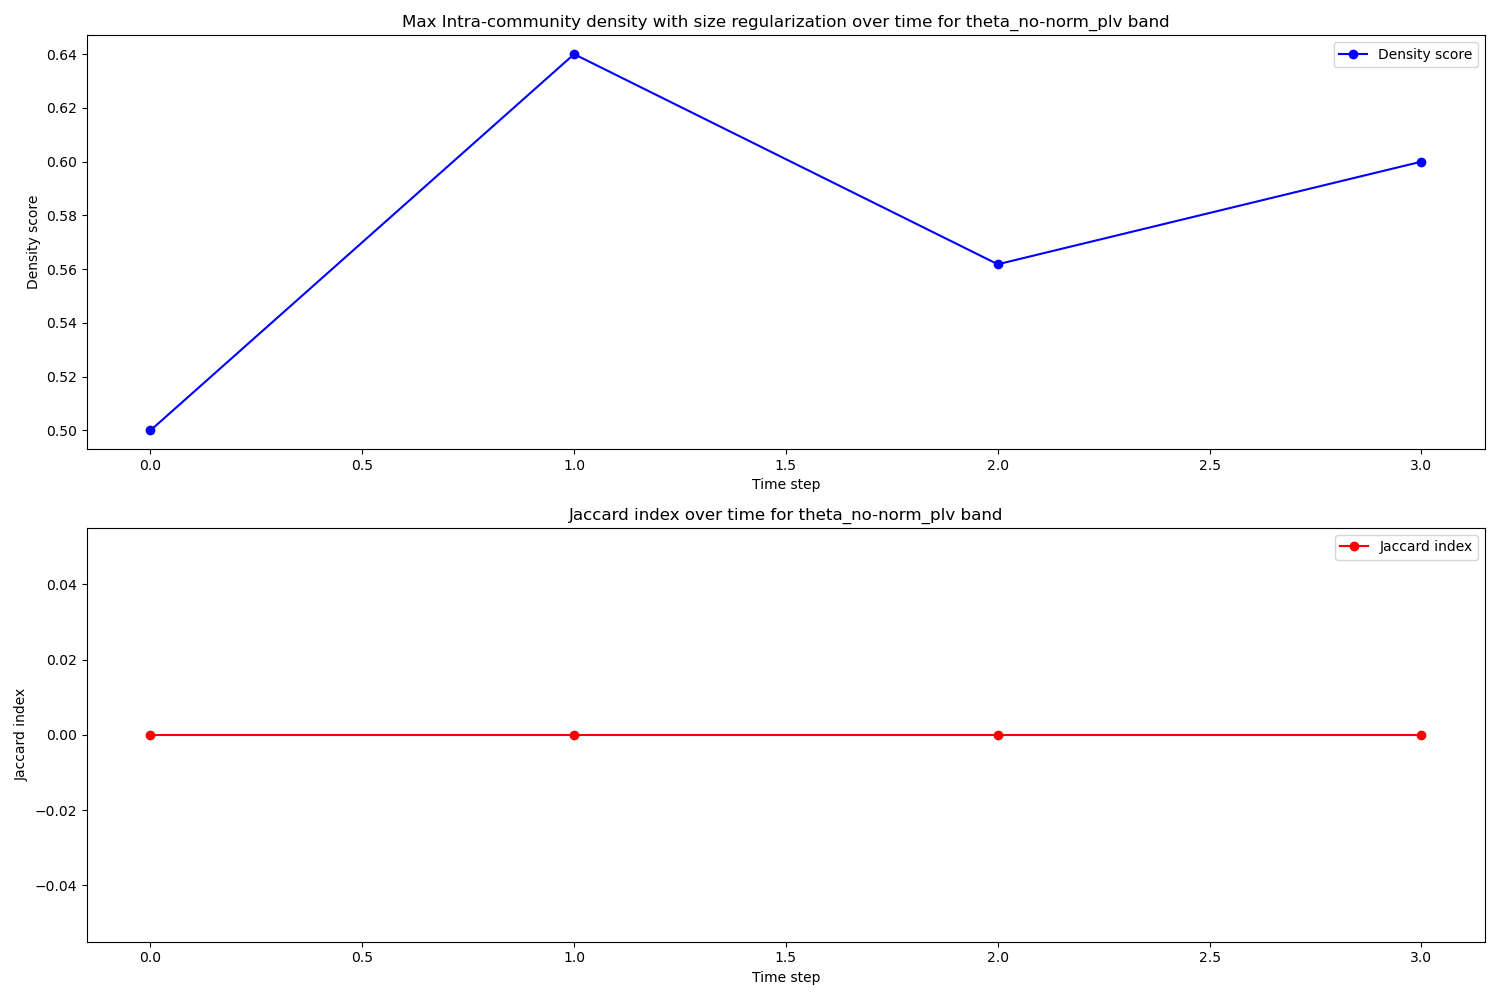 Max Intra-community density with size regularization over time for theta_no-norm_plv band
Density score
0.64
0.62
0.60
0.58
0.56
0.54
0.52
0.50
Density score
0.0 0.5 1.0 1.5 2.0 2.5 3.0
Time step
Jaccard index over time for theta_no-norm_plv band
Jaccard index
0.04
0.02
0.00
−0.02
−0.04
Jaccard index
0.0 0.5 1.0 1.5 2.0 2.5 3.0
Time step